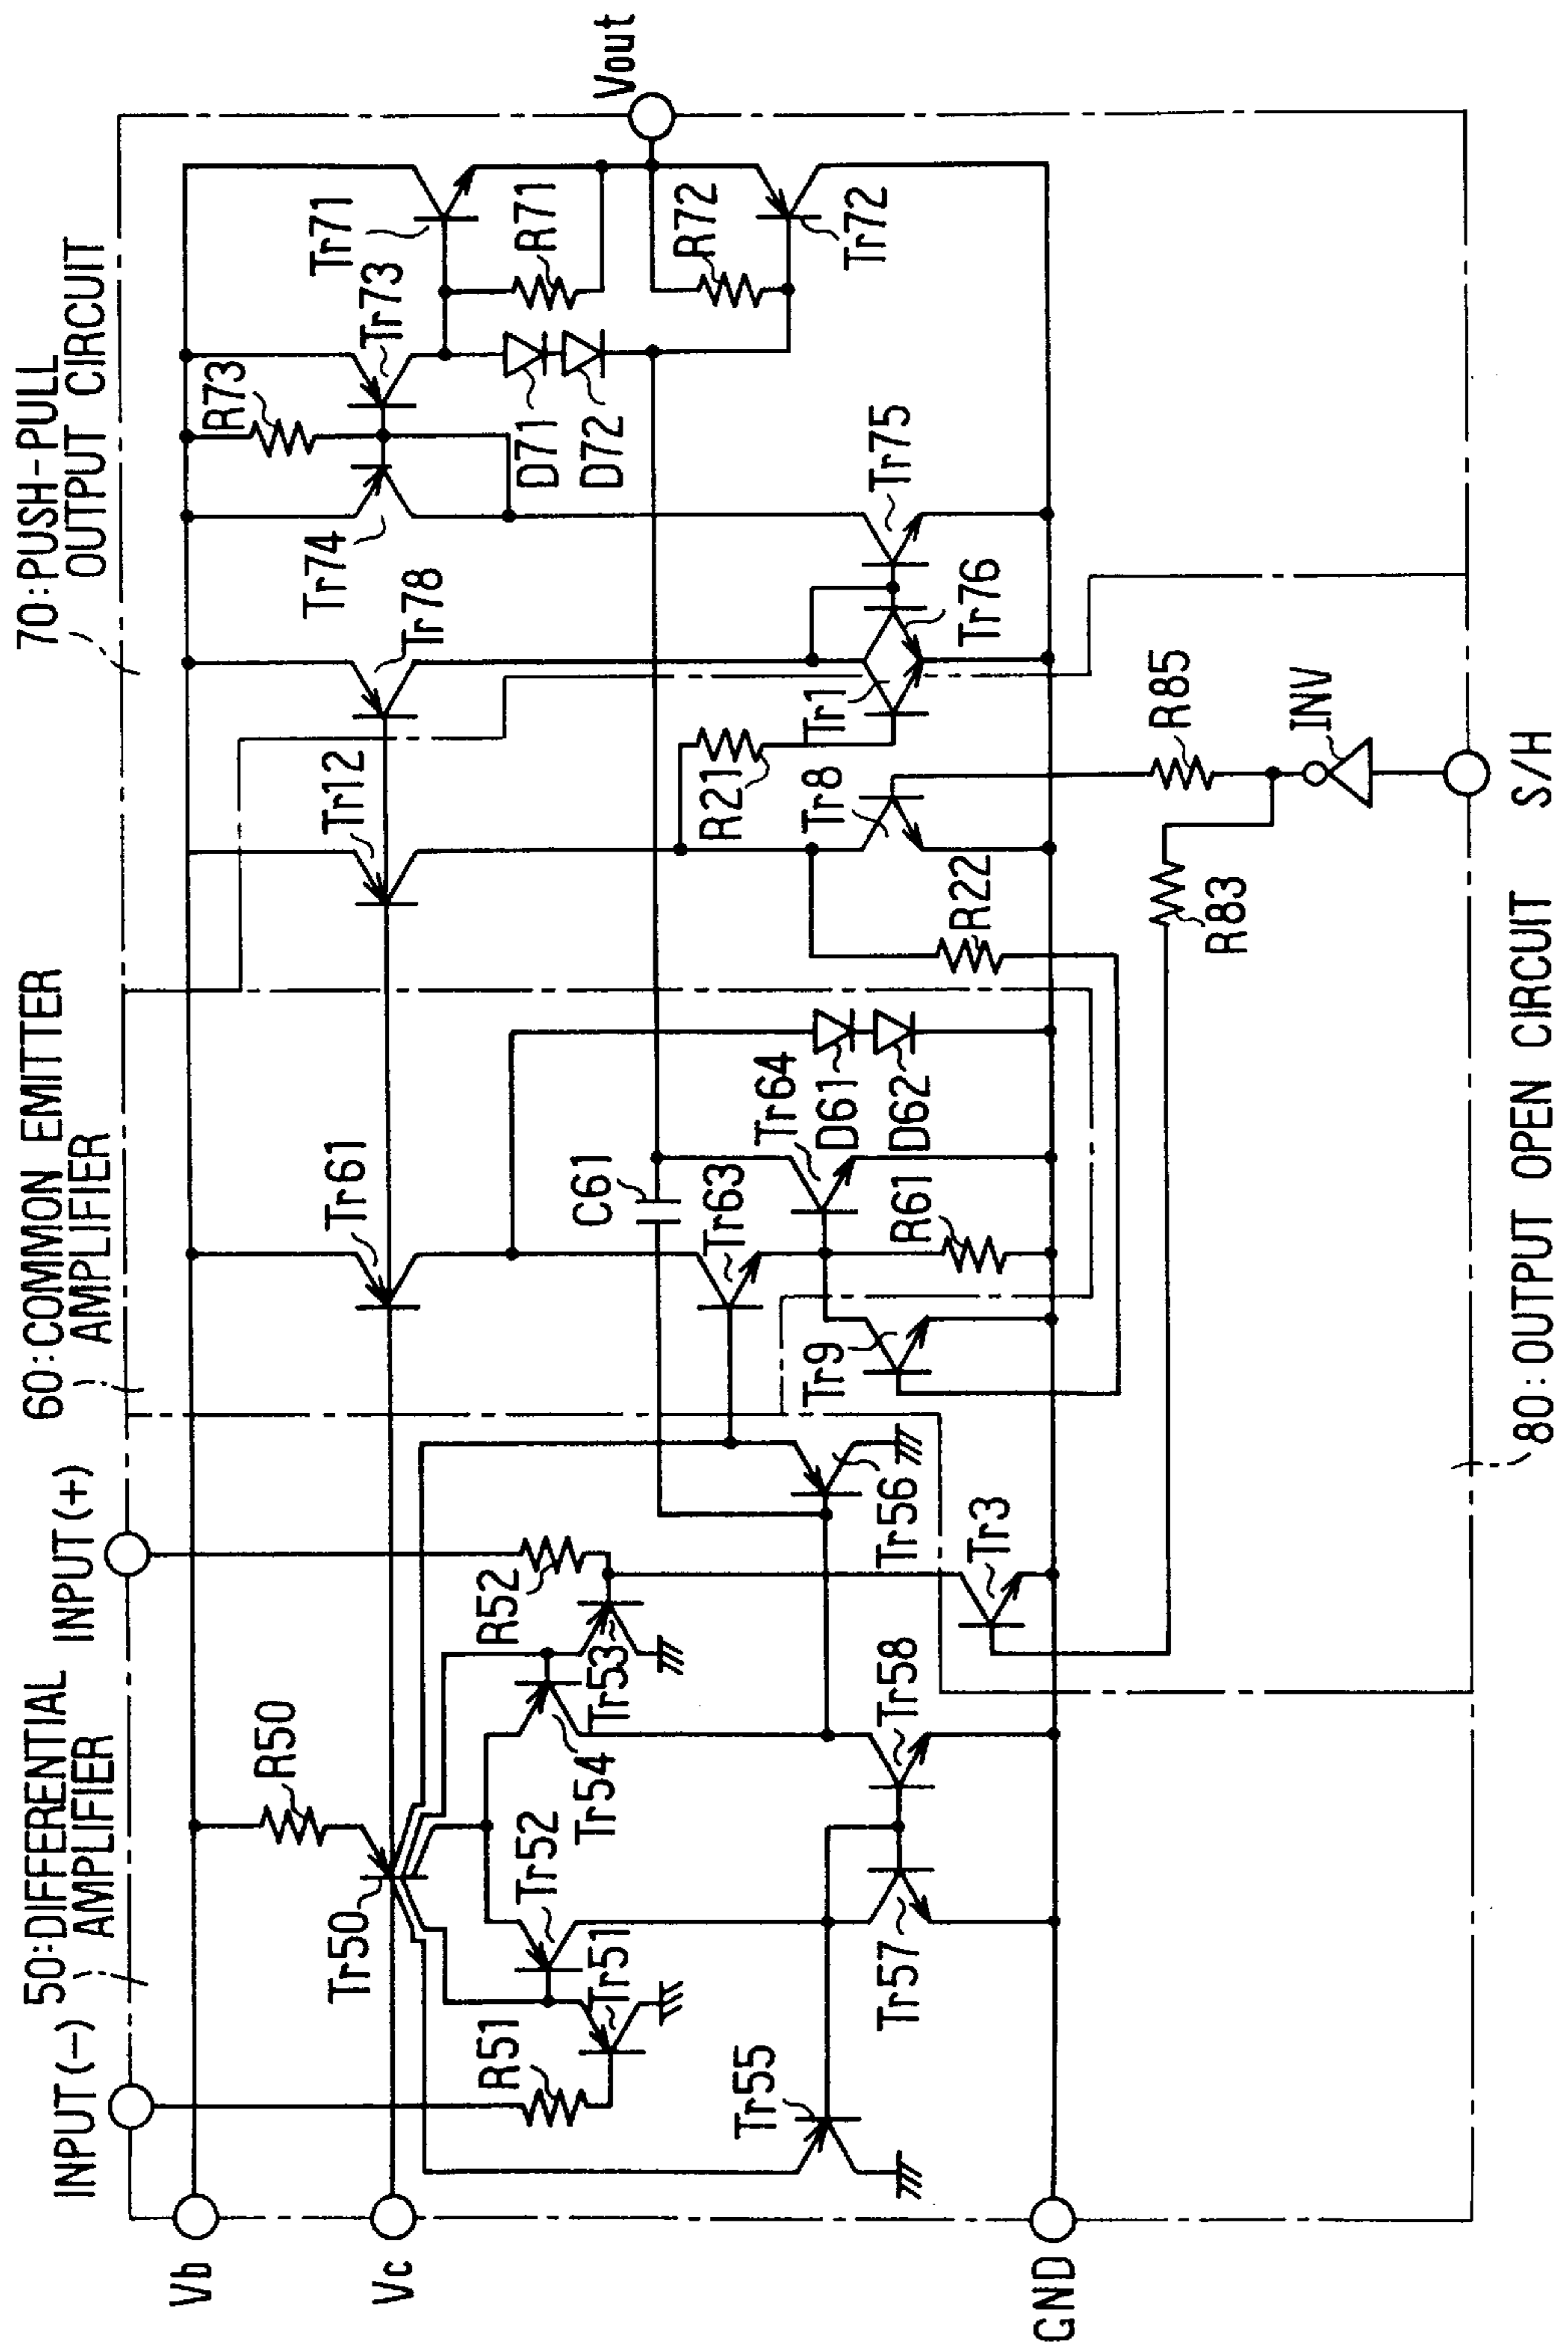 70:PUSH-PULL
OUTPUT CIRCUIT
60:COMMON EMITTER
AMPLIFIER
50:DIFFERENTIAL
AMPLIFIER
INPUT(+)
INPUT(-)
Vb
Vc
GND
Vout
S/H
80:OUTPUT OPEN CIRCUIT
R50
Tr50
R51
Tr51
Tr52
R52
Tr53
Tr54
Tr55
Tr56
Tr57
Tr58
Tr3
Tr61
C61
Tr63
Tr64
D61
D62
R61
Tr9
Tr12
R21
R22
Tr8
Tr1
R83
R85
INV
Tr78
Tr74
R73
Tr73
D71
D72
Tr71
R71
R72
Tr72
Tr75
Tr76